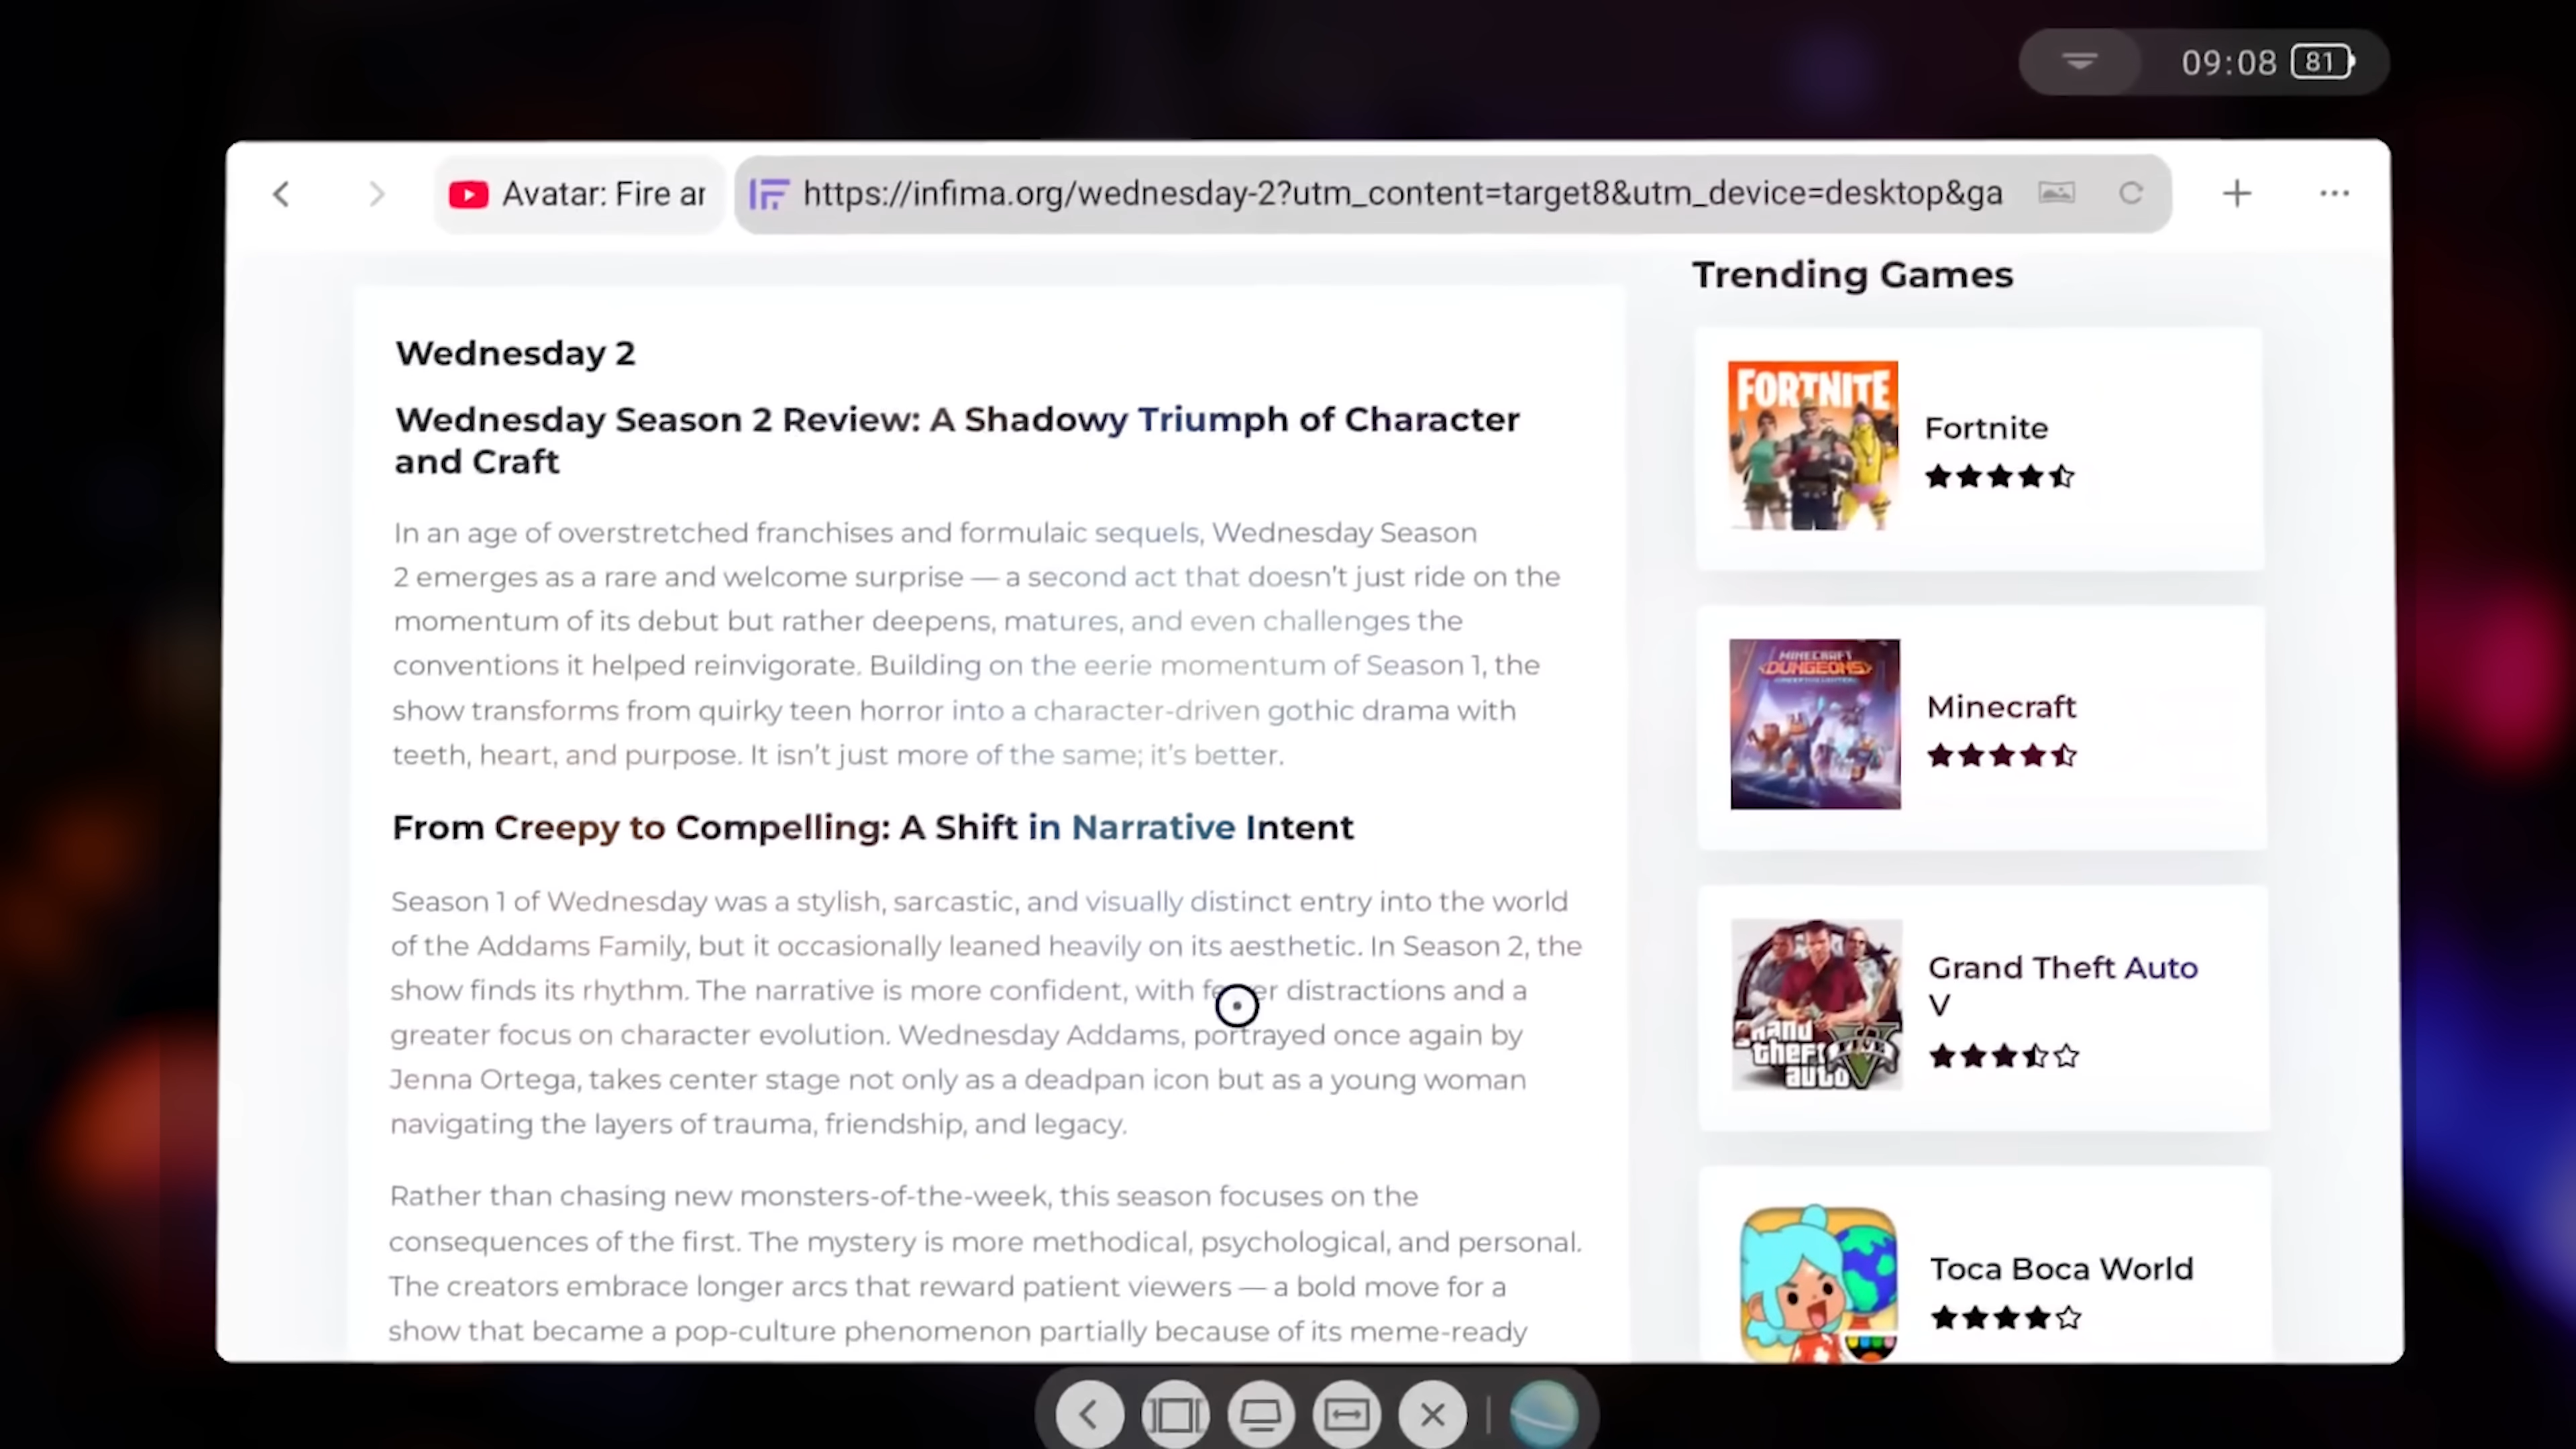 09:08 81
Avatar: Fire ar
https://infima.org/wednesday-2?utm_content=target8&utm_device=desktop&ga
Wednesday 2
Wednesday Season 2 Review: A Shadowy Triumph of Character
and Craft
In an age of overstretched franchises and formulaic sequels, Wednesday Season
2 emerges as a rare and welcome surprise — a second act that doesn't just ride on the
momentum of its debut but rather deepens, matures, and even challenges the
conventions it helped reinvigorate. Building on the eerie momentum of Season 1, the
show transforms from quirky teen horror into a character-driven gothic drama with
teeth, heart, and purpose. It isn't just more of the same; it's better.
From Creepy to Compelling: A Shift in Narrative Intent
Season 1 of Wednesday was a stylish, sarcastic, and visually distinct entry into the world
of the Addams Family, but it occasionally leaned heavily on its aesthetic. In Season 2, the
show finds its rhythm. The narrative is more confident, with fewer distractions and a
greater focus on character evolution. Wednesday Addams, portrayed once again by
Jenna Ortega, takes center stage not only as a deadpan icon but as a young woman
navigating the layers of trauma, friendship, and legacy.
Rather than chasing new monsters-of-the-week, this season focuses on the
consequences of the first. The mystery is more methodical, psychological, and personal.
The creators embrace longer arcs that reward patient viewers — a bold move for a
show that became a pop-culture phenomenon partially because of its meme-ready
Trending Games
FORTNITE
Fortnite
MINECRAFT
DUNGEONS
Minecraft
grand
theft
auto
V
Grand Theft Auto
V
Toca Boca World